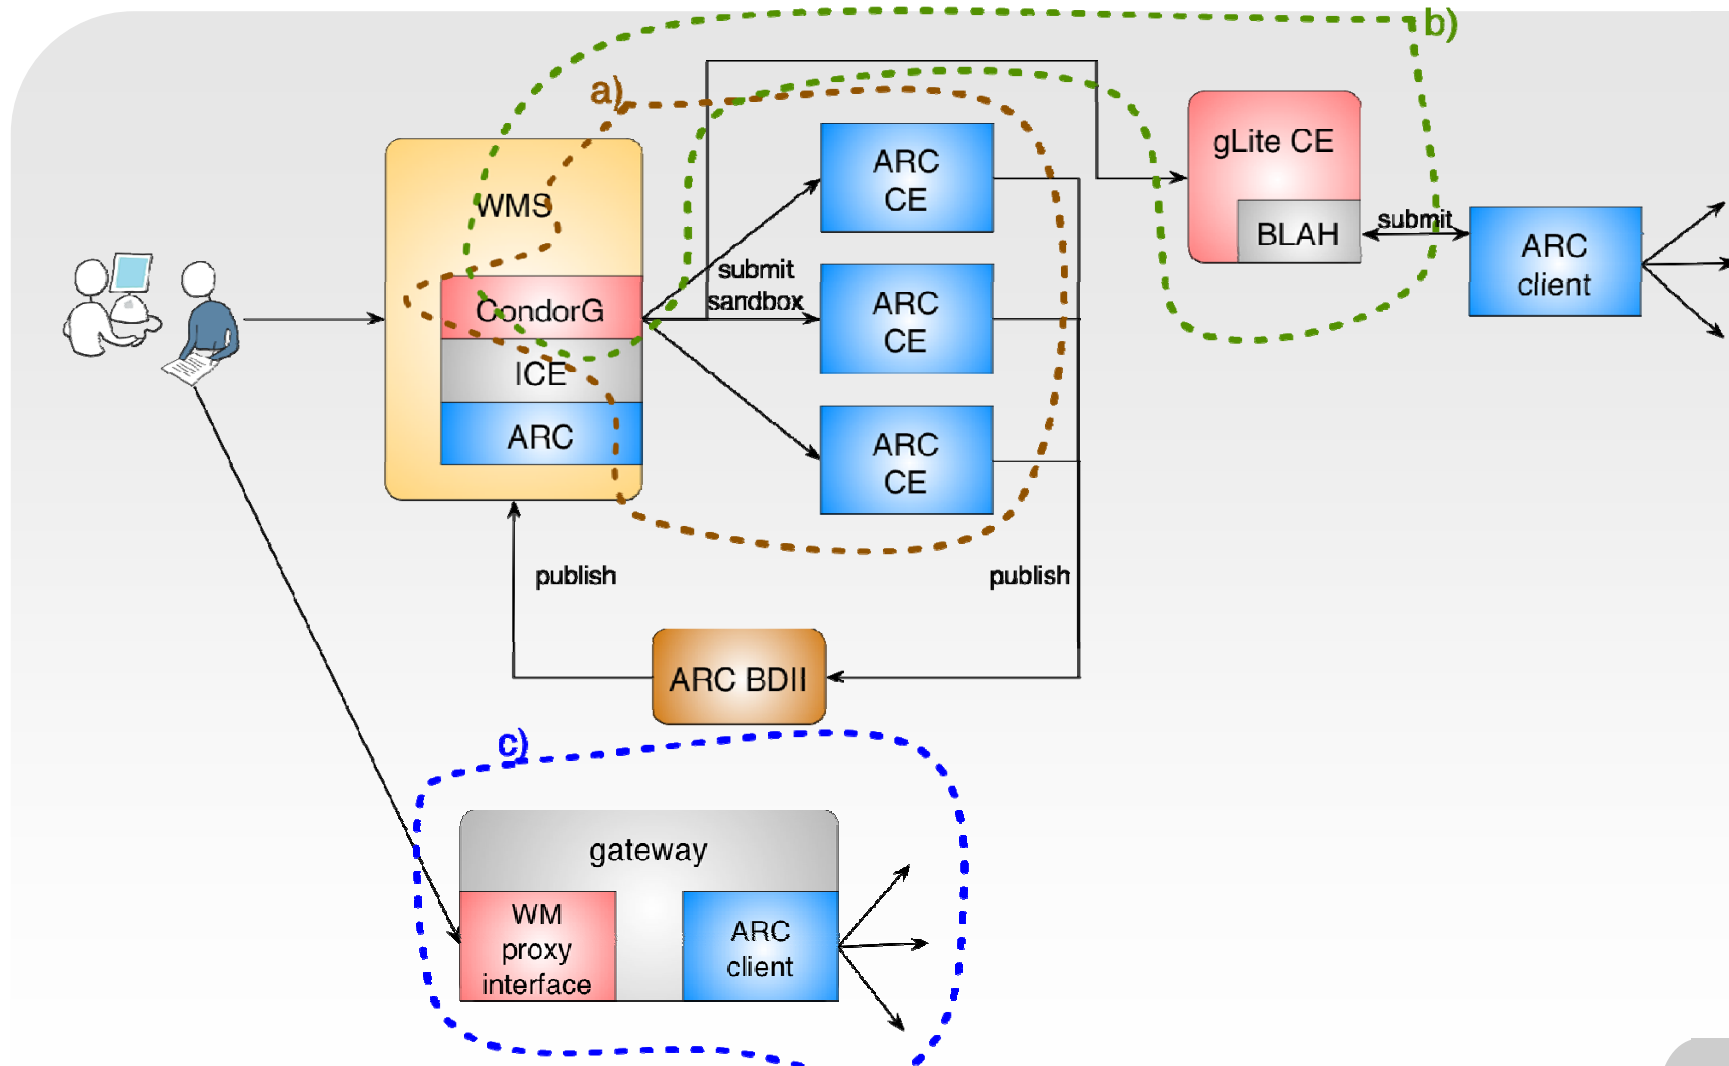 b)
a)
WMS
CondorG
ICE
ARC
submit
sandbox
ARC
CE
ARC
CE
ARC
CE
gLite CE
BLAH
submit
ARC
client
publish
publish
ARC BDII
c)
gateway
WM
proxy
interface
ARC
client